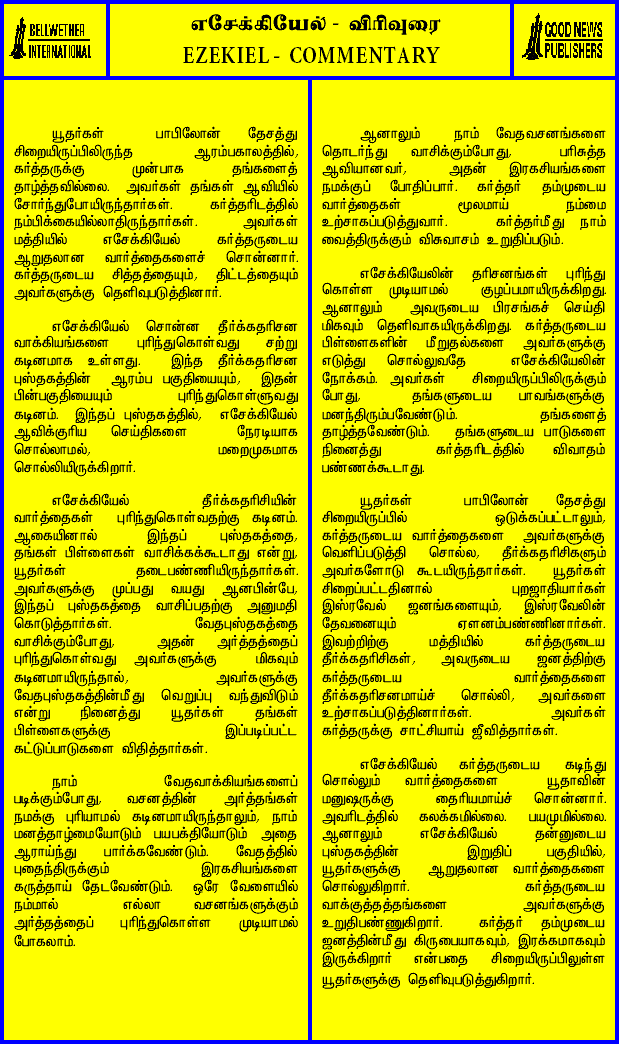 BELLWETHER
INTERNATIONAL
எசேக்கியேல் - விரிவுரை
EZEKIEL - COMMENTARY
GOOD NEWS
PUBLISHERS
யூதர்கள் பாபிலோன் தேசத்து
சிறையிருப்பிலிருந்த ஆரம்பகாலத்தில்,
கர்த்தருக்கு முன்பாக தங்களைத்
தாழ்த்தவில்லை. அவர்கள் தங்கள் ஆவியில்
சோர்ந்துபோயிருந்தார்கள். கர்த்தரிடத்தில்
நம்பிக்கையில்லாதிருந்தார்கள். அவர்கள்
மத்தியில் எசேக்கியேல் கர்த்தருடைய
ஆறுதலான வார்த்தைகளைச் சொன்னார்.
கர்த்தருடைய சித்தத்தையும், திட்டத்தையும்
அவர்களுக்கு தெளிவுபடுத்தினார்.
எசேக்கியேல் சொன்ன தீர்க்கதரிசன
வாக்கியங்களை புரிந்துகொள்வது சற்று
கடினமாக உள்ளது. இந்த தீர்க்கதரிசன
புஸ்தகத்தின் ஆரம்ப பகுதியையும், இதன்
பின்பகுதியையும் புரிந்துகொள்ளுவது
கடினம். இந்தப் புஸ்தகத்தில், எசேக்கியேல்
ஆவிக்குரிய செய்திகளை நேரடியாக
சொல்லாமல், மறைமுகமாக
சொல்லியிருக்கிறார்.
எசேக்கியேல் தீர்க்கதரிசியின்
வார்த்தைகள் புரிந்துகொள்வதற்கு கடினம்.
ஆகையினால் இந்தப் புஸ்தகத்தை,
தங்கள் பிள்ளைகள் வாசிக்கக்கூடாது என்று,
யூதர்கள் தடைபண்ணியிருந்தார்கள்.
அவர்களுக்கு முப்பது வயது ஆனபின்பே,
இந்தப் புஸ்தகத்தை வாசிப்பதற்கு அனுமதி
கொடுத்தார்கள். வேதபுஸ்தகத்தை
வாசிக்கும்போது, அதன் அர்த்தத்தைப்
புரிந்துகொள்வது அவர்களுக்கு மிகவும்
கடினமாயிருந்தால், அவர்களுக்கு
வேதபுஸ்தகத்தின்மீது வெறுப்பு வந்துவிடும்
என்று நினைத்து யூதர்கள் தங்கள்
பிள்ளைகளுக்கு இப்படிப்பட்ட
கட்டுப்பாடுகளை விதித்தார்கள்.
நாம் வேதவாக்கியங்களைப்
படிக்கும்போது, வசனத்தின் அர்த்தங்கள்
நமக்கு புரியாமல் கடினமாயிருந்தாலும், நாம்
மனத்தாழ்மையோடும் பயபக்தியோடும் அதை
ஆராய்ந்து பார்க்கவேண்டும். வேதத்தில்
புதைந்திருக்கும் இரகசியங்களை
கருத்தாய் தேடவேண்டும். ஒரே வேளையில்
நம்மால் எல்லா வசனங்களுக்கும்
அர்த்தத்தைப் புரிந்துகொள்ள முடியாமல்
போகலாம்.
ஆனாலும் நாம் வேதவசனங்களை
தொடர்ந்து வாசிக்கும்போது, பரிசுத்த
ஆவியானவர், அதன் இரகசியங்களை
நமக்குப் போதிப்பார். கர்த்தர் தம்முடைய
வார்த்தைகள் மூலமாய் நம்மை
உற்சாகப்படுத்துவார். கர்த்தர்மீது நாம்
வைத்திருக்கும் விசுவாசம் உறுதிப்படும்.
எசேக்கியேலின் தரிசனங்கள் புரிந்து
கொள்ள முடியாமல் குழப்பமாயிருக்கிறது.
ஆனாலும் அவருடைய பிரசங்கச் செய்தி
மிகவும் தெளிவாகயிருக்கிறது. கர்த்தருடைய
பிள்ளைகளின் மீறுதல்களை அவர்களுக்கு
எடுத்து சொல்லுவதே எசேக்கியேலின்
நோக்கம். அவர்கள் சிறையிருப்பிலிருக்கும்
போது, தங்களுடைய பாவங்களுக்கு
மனந்திரும்பவேண்டும். தங்களைத்
தாழ்த்தவேண்டும். தங்களுடைய பாடுகளை
நினைத்து கர்த்தரிடத்தில் விவாதம்
பண்ணக்கூடாது.
யூதர்கள் பாபிலோன் தேசத்து
சிறையிருப்பில் ஒடுக்கப்பட்டாலும்,
கர்த்தருடைய வார்த்தைகளை அவர்களுக்கு
வெளிப்படுத்தி சொல்ல, தீர்க்கதரிசிகளும்
அவர்களோடு கூடயிருந்தார்கள். யூதர்கள்
சிறைப்பட்டதினால் புறஜாதியார்கள்
இஸ்ரவேல் ஜனங்களையும், இஸ்ரவேலின்
தேவனையும் ஏளனம்பண்ணினார்கள்.
இவற்றிற்கு மத்தியில் கர்த்தருடைய
தீர்க்கதரிசிகள், அவருடைய ஜனத்திற்கு
கர்த்தருடைய வார்த்தைகளை
தீர்க்கதரிசனமாய்ச் சொல்லி, அவர்களை
உற்சாகப்படுத்தினார்கள். அவர்கள்
கர்த்தருக்கு சாட்சியாய் ஜீவித்தார்கள்.
எசேக்கியேல் கர்த்தருடைய கடிந்து
சொல்லும் வார்த்தைகளை யூதாவின்
மனுஷருக்கு தைரியமாய்ச் சொன்னார்.
அவரிடத்தில் கலக்கமில்லை. பயமுமில்லை.
ஆனாலும் எசேக்கியேல் தன்னுடைய
புஸ்தகத்தின் இறுதிப் பகுதியில்,
யூதர்களுக்கு ஆறுதலான வார்த்தைகளை
சொல்லுகிறார். கர்த்தருடைய
வாக்குத்தத்தங்களை அவர்களுக்கு
உறுதிபண்ணுகிறார். கர்த்தர் தம்முடைய
ஜனத்தின்மீது கிருபையாகவும், இரக்கமாகவும்
இருக்கிறார் என்பதை சிறையிருப்பிலுள்ள
யூதர்களுக்கு தெளிவுபடுத்துகிறார்.